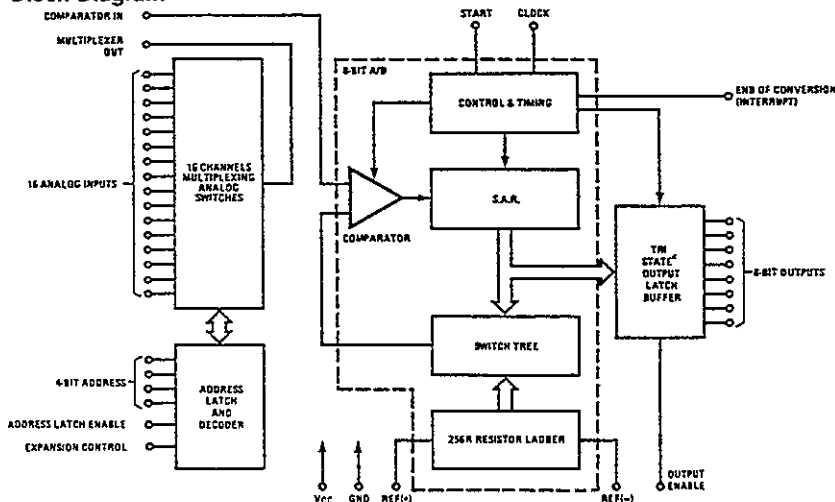 Block Diagram
COMPARATOR IN
MULTIPLEXER
OUT
16 ANALOG INPUTS
16 CHANNELS
MULTIPLEXING
ANALOG
SWITCHES
4-BIT ADDRESS
ADDRESS LATCH ENABLE
EXPANSION CONTROL
ADDRESS
LATCH
AND
DECODER
START
CLOCK
8-BIT A/D
CONTROL & TIMING
END OF CONVERSION
(INTERRUPT)
S.A.R.
COMPARATOR
SWITCH TREE
256R RESISTOR LADDER
TRI
STATE®
OUTPUT
LATCH
BUFFER
8-BIT OUTPUTS
VCC
GND
REF(+)
REF(−)
OUTPUT
ENABLE